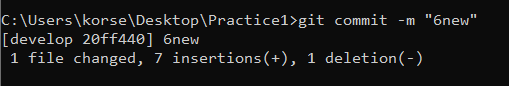 C:\Users\korse\Desktop\Practice1>git commit -m "6new"
[develop 20ff440] 6new
 1 file changed, 7 insertions(+), 1 deletion(-)